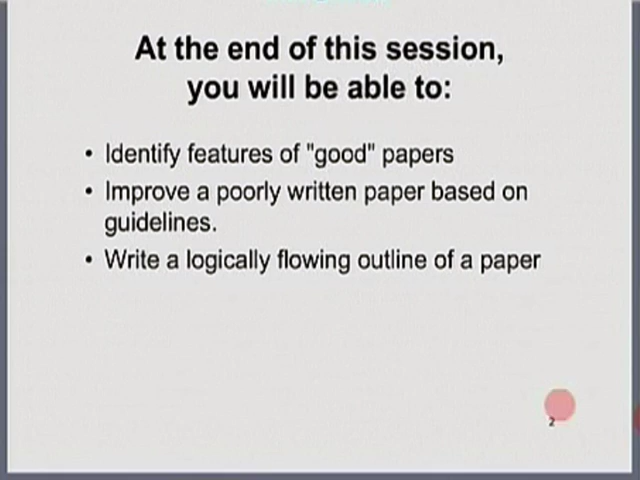 At the end of this session,
you will be able to:
• Identify features of "good" papers
• Improve a poorly written paper based on
guidelines.
• Write a logically flowing outline of a paper
2